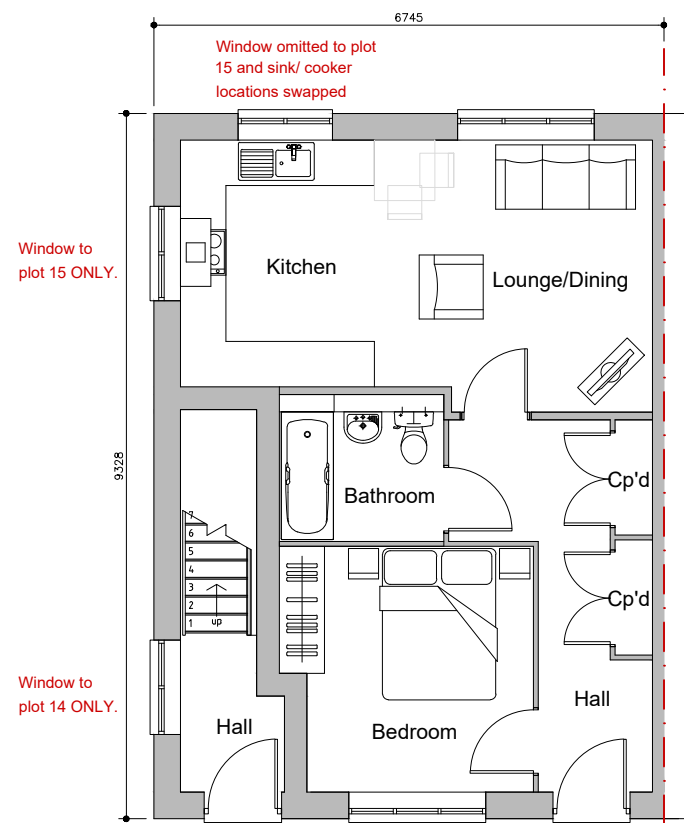 6745
Window omitted to plot
15 and sink/ cooker
locations swapped
Window to
plot 15 ONLY.
Kitchen
Lounge/Dining
9328
Bathroom
Cp'd
Cp'd
7
6
5
4
3
2
1
up
Window to
plot 14 ONLY.
Hall
Bedroom
Hall